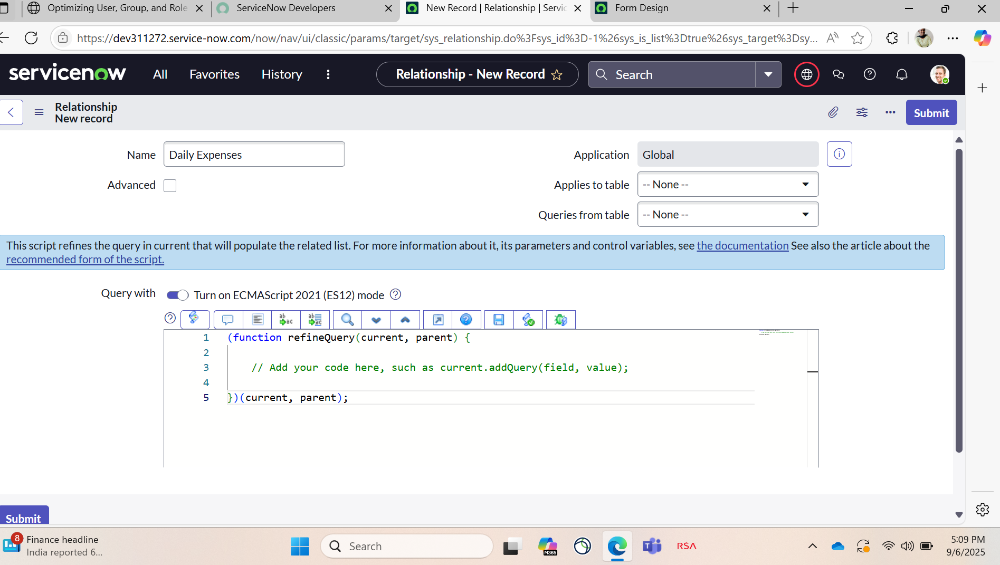 Optimizing User, Group, and Role
ServiceNow Developers
New Record | Relationship | Servic
Form Design
https://dev311272.service-now.com/now/nav/ui/classic/params/target/sys_relationship.do%3Fsys_id%3D-1%26sys_is_list%3Dtrue%26sys_target%3Dsy...
servicenow
All
Favorites
History
Relationship - New Record
Search
Relationship
New record
Submit
Name
Daily Expenses
Application
Global
Advanced
Applies to table
-- None --
Queries from table
-- None --
This script refines the query in current that will populate the related list. For more information about it, its parameters and control variables, see the documentation See also the article about the
recommended form of the script.
Query with
Turn on ECMAScript 2021 (ES12) mode
1 (function refineQuery(current, parent) {
2
3 // Add your code here, such as current.addQuery(field, value);
4
5 })(current, parent);
Submit
8
Finance headline
India reported 6...
Search
M365
RSA
5:09 PM
9/6/2025